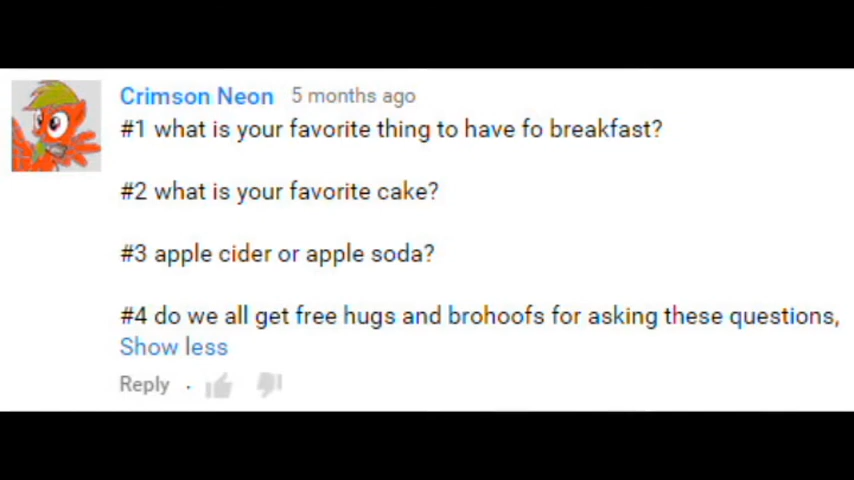 Crimson Neon 5 months ago
#1 what is your favorite thing to have fo breakfast?
#2 what is your favorite cake?
#3 apple cider or apple soda?
#4 do we all get free hugs and brohoofs for asking these questions,
Show less
Reply